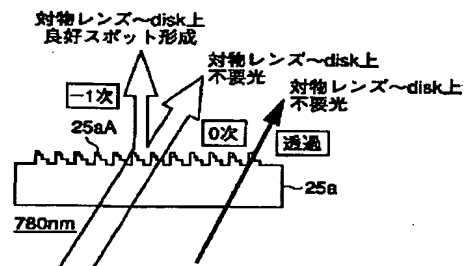 対物レンズ～disk上
良好スポット形成
対物レンズ～disk上
不要光
対物レンズ～disk上
不要光
－1次
25aA
0次
透過
25a
780nm